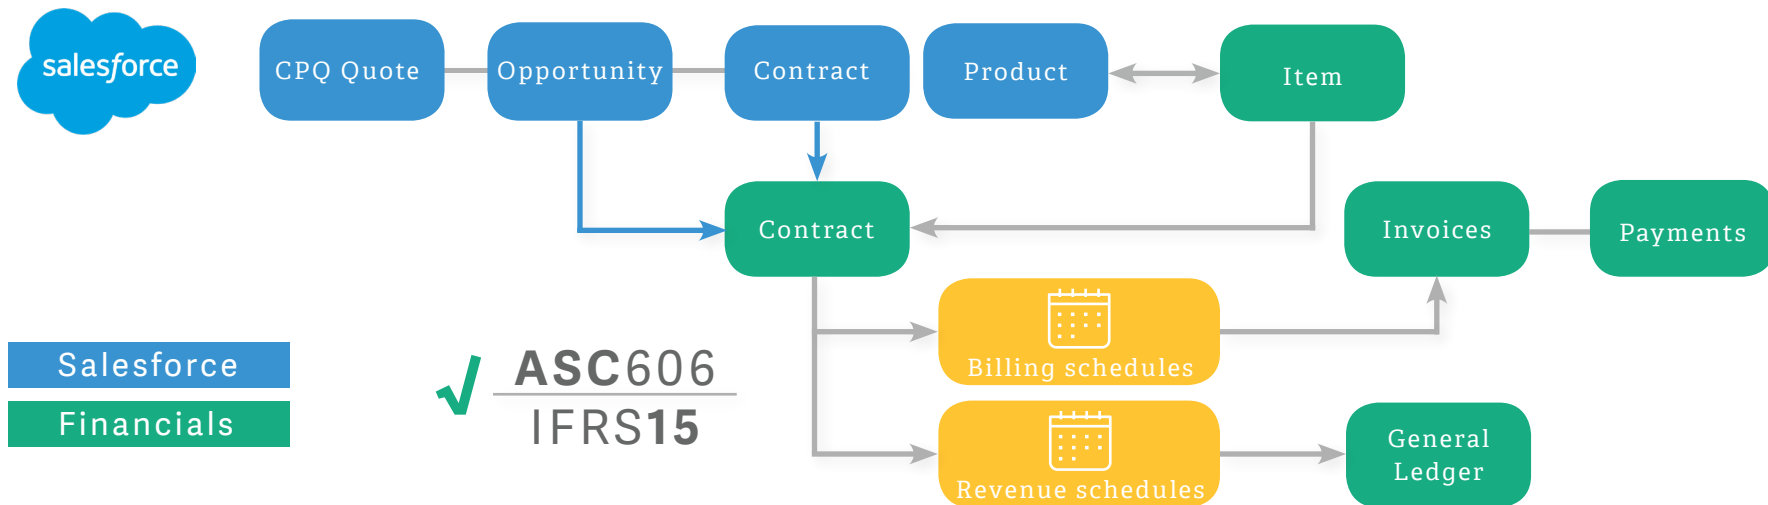 salesforce
CPQ Quote
Opportunity
Contract
Product
Item
Contract
Invoices
Payments
Billing schedules
Salesforce
Financials
ASC606
IFRS15
Revenue schedules
General
Ledger